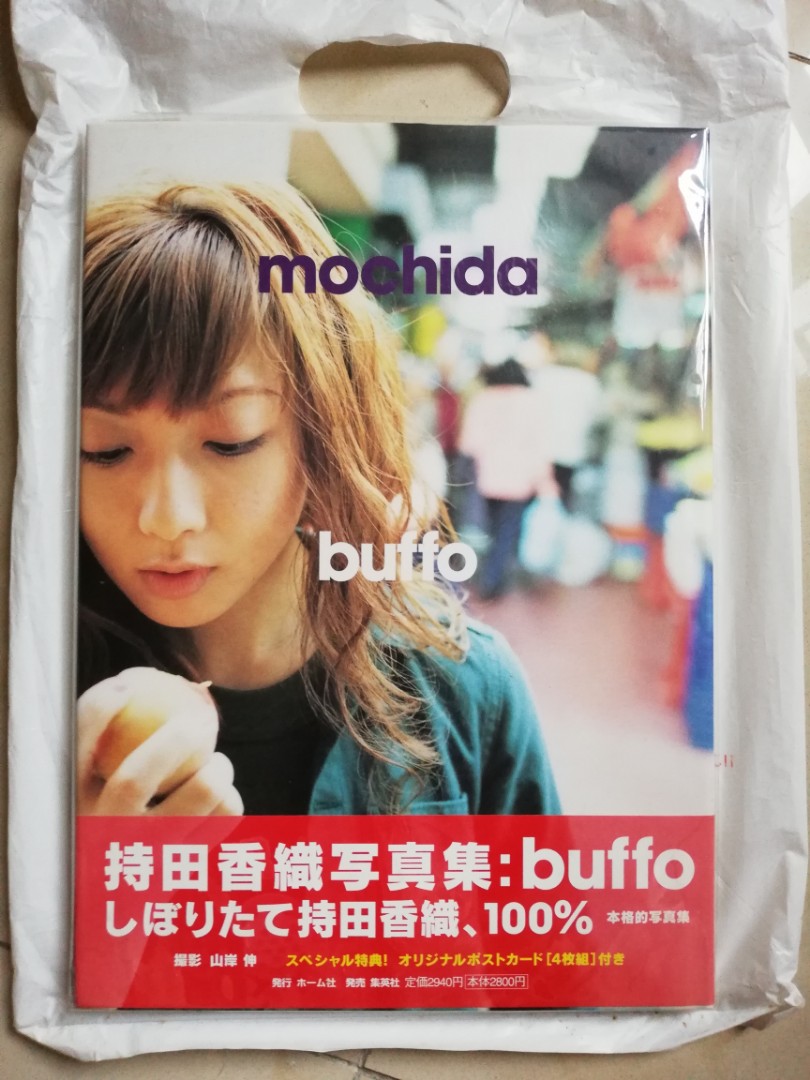 mochida
buffo
持田香織写真集:buffo
しぼりたて持田香織、100% 本格的写真集
撮影 山岸 伸 スペシャル特典! オリジナルポストカード[4枚組]付き
発行 ホーム社 発売 集英社 定価2940円 本体2800円